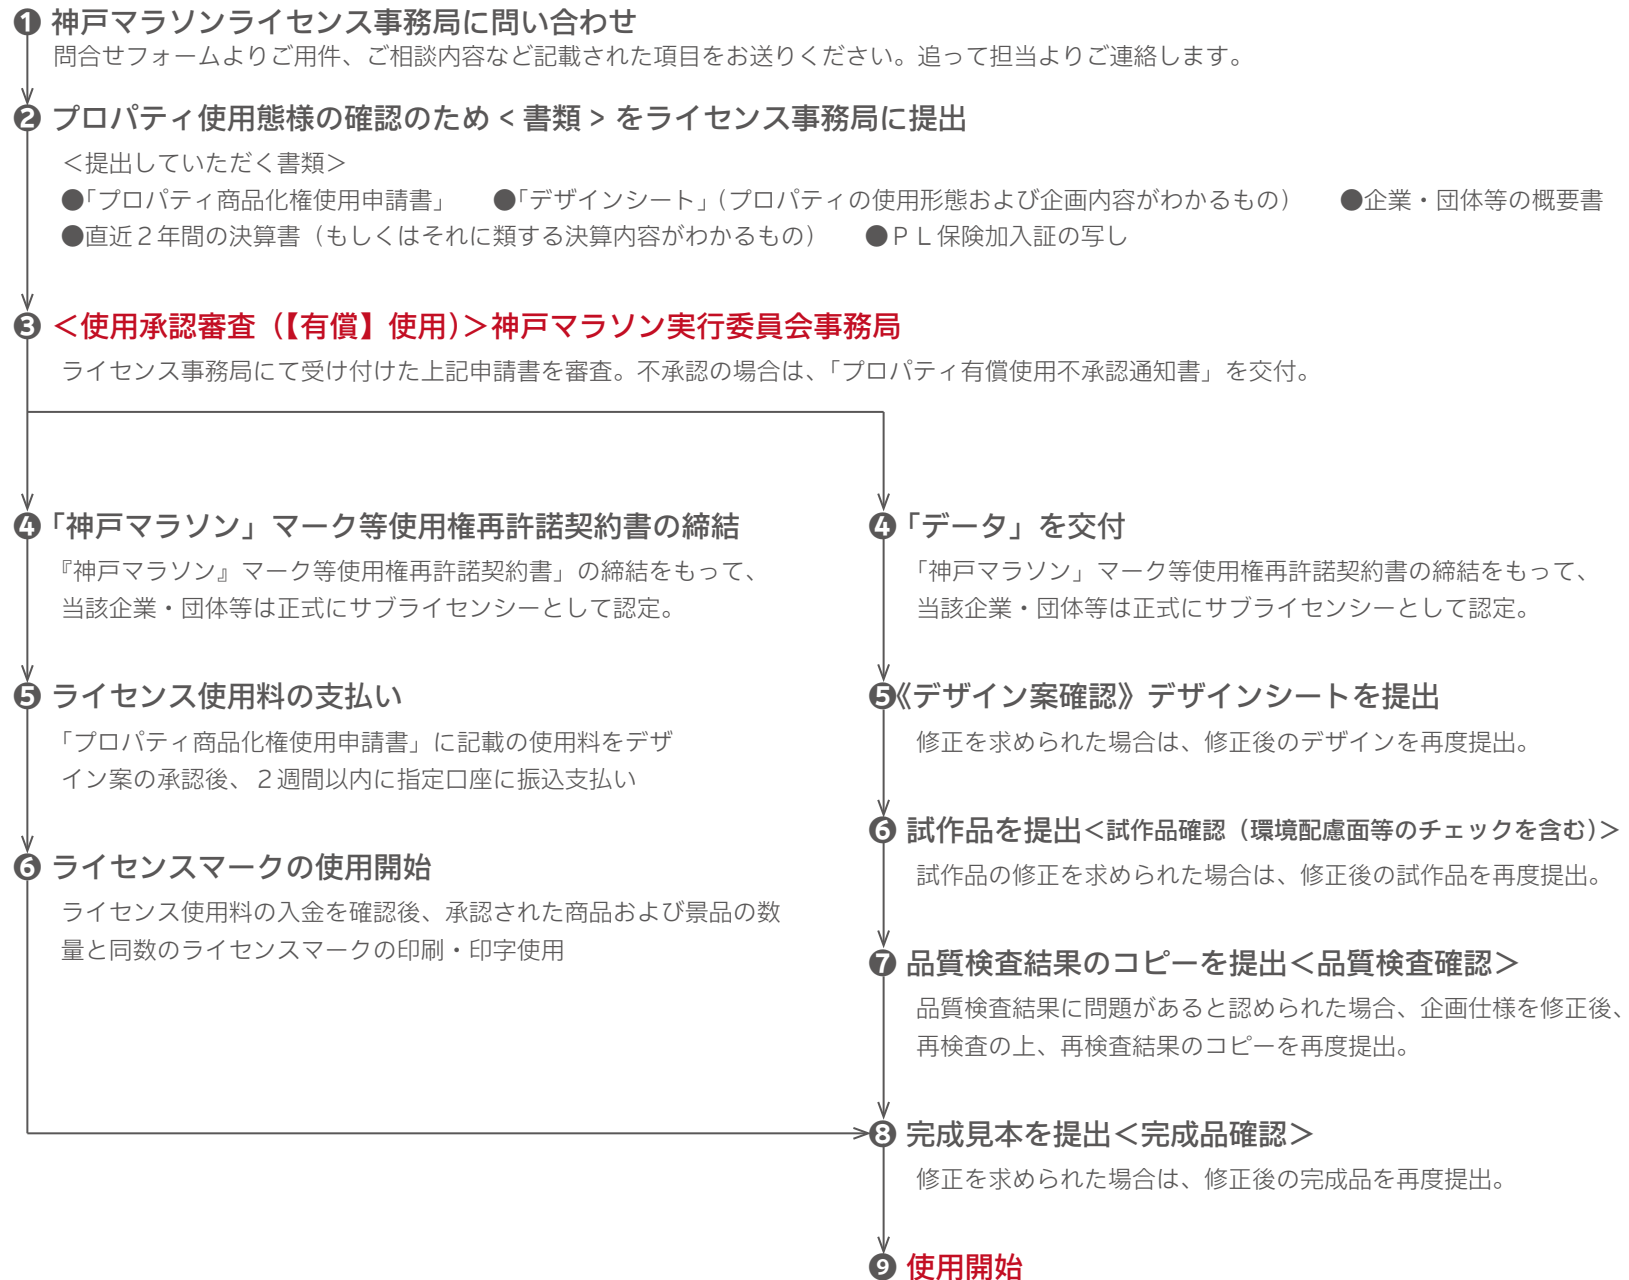 ❶ 神戸マラソンライセンス事務局に問い合わせ
問合せフォームよりご用件、ご相談内容など記載された項目をお送りください。追って担当よりご連絡します。
❷ プロパティ使用態様の確認のため < 書類 > をライセンス事務局に提出
＜提出していただく書類＞
●「プロパティ商品化権使用申請書」 ●「デザインシート」（プロパティの使用形態および企画内容がわかるもの） ●企業・団体等の概要書
●直近２年間の決算書（もしくはそれに類する決算内容がわかるもの） ●ＰＬ保険加入証の写し
❸ ＜使用承認審査（【有償】使用）＞神戸マラソン実行委員会事務局
ライセンス事務局にて受け付けた上記申請書を審査。不承認の場合は、「プロパティ有償使用不承認通知書」を交付。
❹「神戸マラソン」マーク等使用権再許諾契約書の締結
『神戸マラソン』マーク等使用権再許諾契約書」の締結をもって、
当該企業・団体等は正式にサブライセンシーとして認定。
❺ ライセンス使用料の支払い
「プロパティ商品化権使用申請書」に記載の使用料をデザ
イン案の承認後、２週間以内に指定口座に振込支払い
❻ ライセンスマークの使用開始
ライセンス使用料の入金を確認後、承認された商品および景品の数
量と同数のライセンスマークの印刷・印字使用
❹「データ」を交付
「神戸マラソン」マーク等使用権再許諾契約書の締結をもって、
当該企業・団体等は正式にサブライセンシーとして認定。
❺《デザイン案確認》デザインシートを提出
修正を求められた場合は、修正後のデザインを再度提出。
❻ 試作品を提出＜試作品確認（環境配慮面等のチェックを含む）＞
試作品の修正を求められた場合は、修正後の試作品を再度提出。
❼ 品質検査結果のコピーを提出＜品質検査確認＞
品質検査結果に問題があると認められた場合、企画仕様を修正後、
再検査の上、再検査結果のコピーを再度提出。
❽ 完成見本を提出＜完成品確認＞
修正を求められた場合は、修正後の完成品を再度提出。
❾ 使用開始